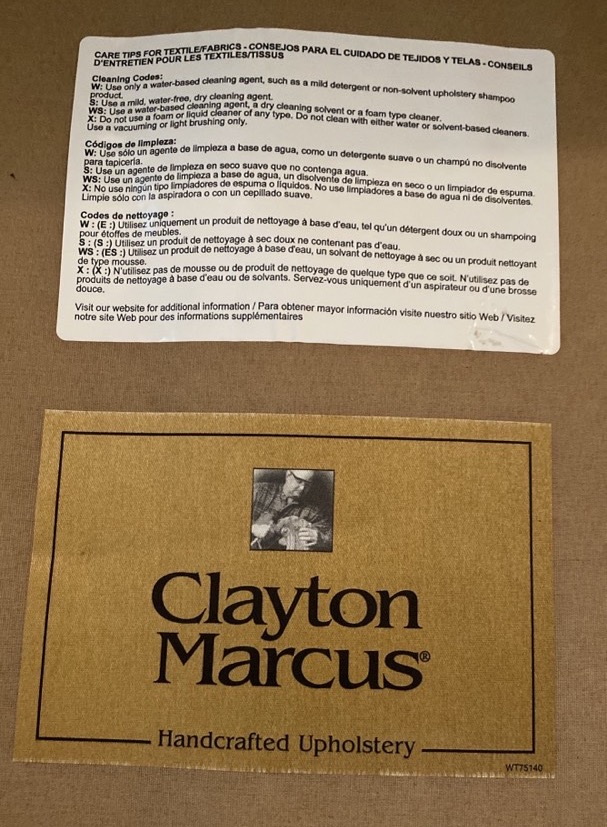 CARE TIPS FOR TEXTILE/FABRICS - CONSEJOS PARA EL CUIDADO DE TEJIDOS Y TELAS - CONSEILS
D'ENTRETIEN POUR LES TEXTILES/TISSUS
Cleaning Codes:
W: Use only a water-based cleaning agent, such as a mild detergent or non-solvent upholstery shampoo
product.
S: Use a mild, water-free, dry cleaning agent.
WS: Use a water-based cleaning agent, a dry cleaning solvent or a foam type cleaner.
X: Do not use a foam or liquid cleaner of any type. Do not clean with either water or solvent-based cleaners.
Use a vacuuming or light brushing only.
Códigos de limpieza:
W: Use sólo un agente de limpieza a base de agua, como un detergente suave o un champú no disolvente
para tapicería.
S: Use un agente de limpieza en seco suave que no contenga agua.
WS: Use un agente de limpieza a base de agua, un disolvente de limpieza en seco o un limpiador de espuma.
X: No use ningún tipo limpiadores de espuma o líquidos. No use limpiadores a base de agua ni de disolventes.
Limpie sólo con la aspiradora o con un cepillado suave.
Codes de nettoyage :
W : (E :) Utilisez uniquement un produit de nettoyage à base d'eau, tel qu'un détergent doux ou un shampoing
pour étoffes de meubles.
S : (S :) Utilisez un produit de nettoyage à sec doux ne contenant pas d'eau.
WS : (ES :) Utilisez un produit de nettoyage à base d'eau, un solvant de nettoyage à sec ou un produit nettoyant
de type mousse.
X : (X :) N'utilisez pas de mousse ou de produit de nettoyage de quelque type que ce soit. N'utilisez pas de
produits de nettoyage à base d'eau ou de solvants. Servez-vous uniquement d'un aspirateur ou d'une brosse
douce.
Visit our website for additional information / Para obtener mayor información visite nuestro sitio Web / Visitez
notre site Web pour des informations supplémentaires
Clayton
Marcus®
Handcrafted Upholstery
WT75140